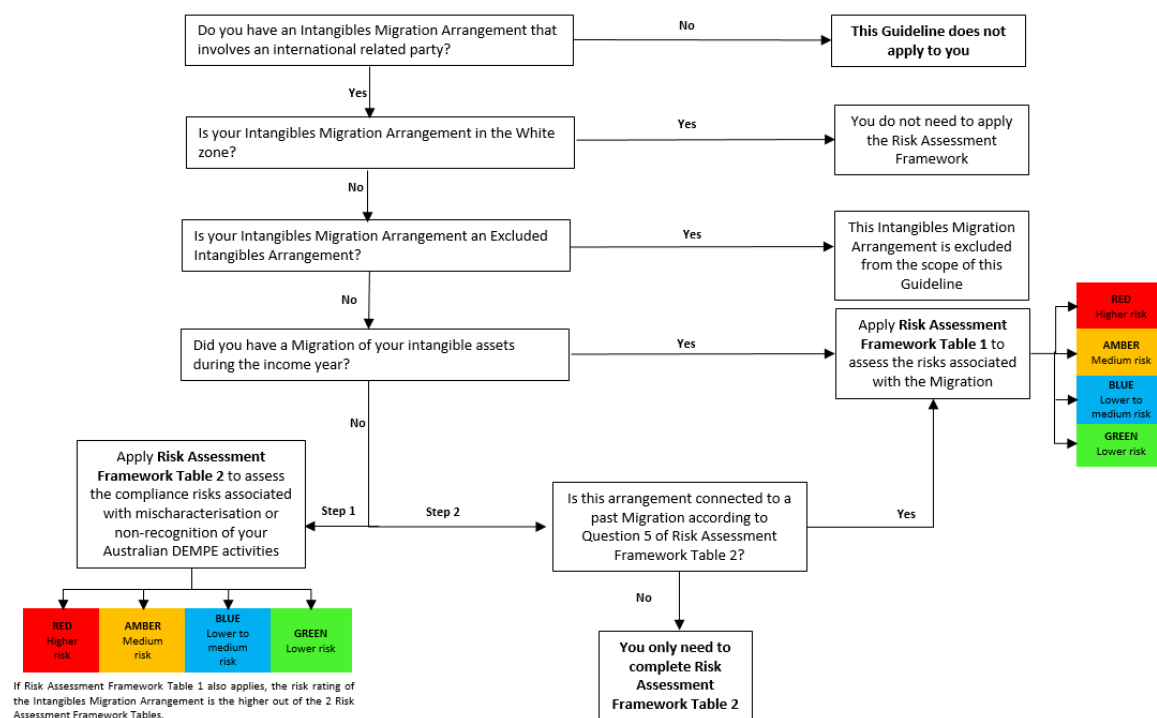 Do you have an Intangibles Migration Arrangement that
involves an international related party?
No
This Guideline does not
apply to you
Yes
Is your Intangibles Migration Arrangement in the White
zone?
Yes
You do not need to apply
the Risk Assessment
Framework
No
Is your Intangibles Migration Arrangement an Excluded
Intangibles Arrangement?
Yes
This Intangibles Migration
Arrangement is excluded
from the scope of this
Guideline
No
Did you have a Migration of your intangible assets
during the income year?
Yes
Apply Risk Assessment
Framework Table 1 to
assess the risks associated
with the Migration
RED
Higher risk
AMBER
Medium risk
BLUE
Lower to
medium risk
GREEN
Lower risk
No
Apply Risk Assessment
Framework Table 2 to assess
the compliance risks associated
with mischaracterisation or
non-recognition of your
Australian DEMPE activities
Step 1
Step 2
Is this arrangement connected to a
past Migration according to
Question 5 of Risk Assessment
Framework Table 2?
Yes
No
You only need to
complete Risk
Assessment
Framework Table 2
RED
Higher
risk
AMBER
Medium
risk
BLUE
Lower to
medium
risk
GREEN
Lower risk
If Risk Assessment Framework Table 1 also applies, the risk rating of
the Intangibles Migration Arrangement is the higher out of the 2 Risk
Assessment Framework Tables.